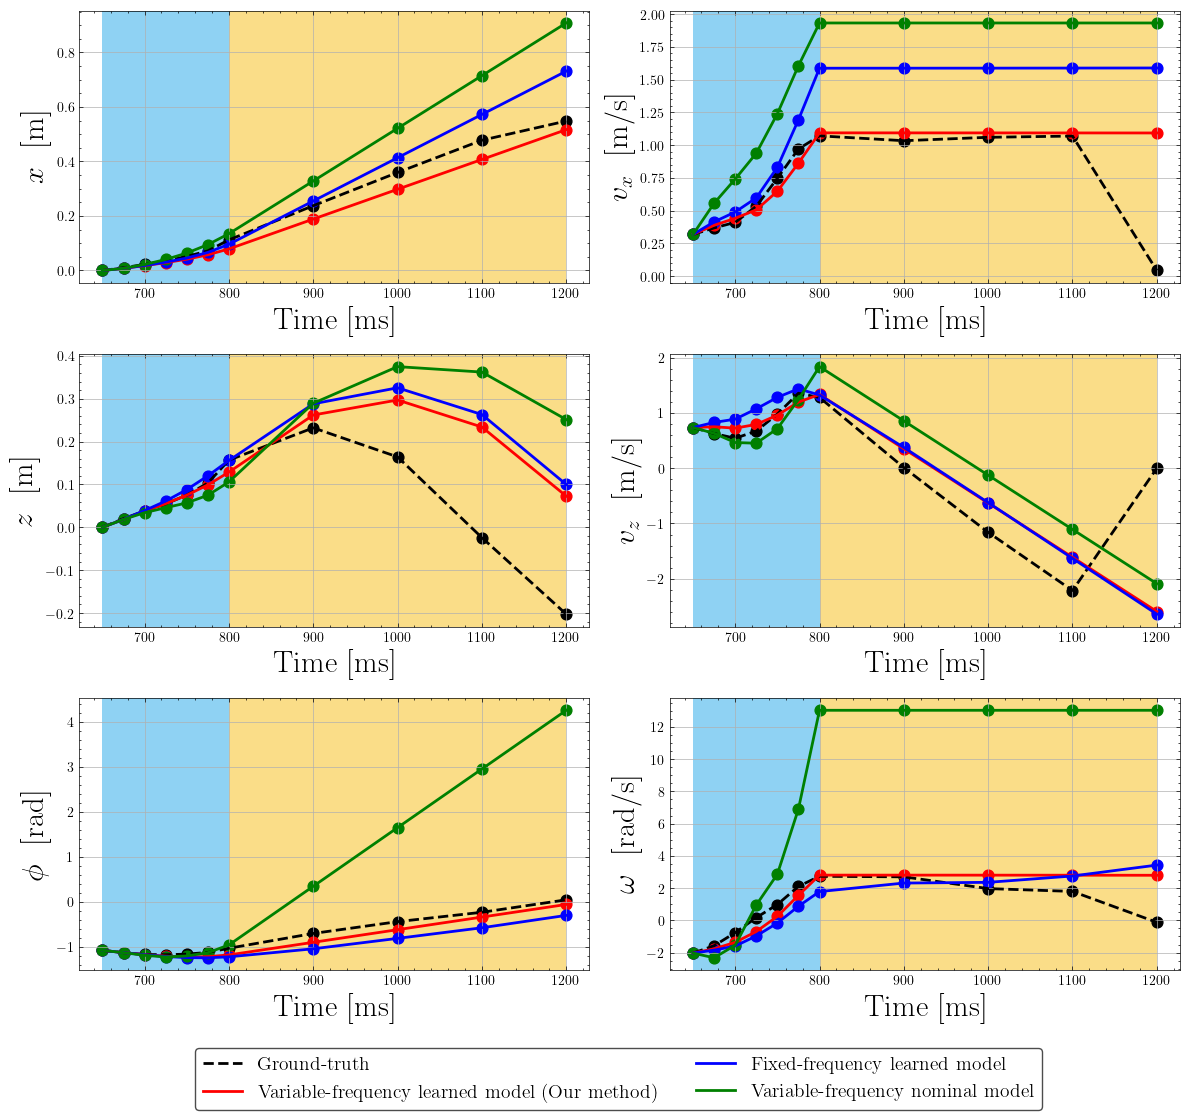 0.8
0.6
0.4
0.2
0.0
x [m]
700 800 900 1000 1100 1200
Time [ms]
2.00
1.75
1.50
1.25
1.00
0.75
0.50
0.25
0.00
v_x [m/s]
700 800 900 1000 1100 1200
Time [ms]
0.4
0.3
0.2
0.1
0.0
−0.1
−0.2
z [m]
700 800 900 1000 1100 1200
Time [ms]
2
1
0
−1
−2
v_z [m/s]
700 800 900 1000 1100 1200
Time [ms]
4
3
2
1
0
−1
ϕ [rad]
700 800 900 1000 1100 1200
Time [ms]
12
10
8
6
4
2
0
−2
ω [rad/s]
700 800 900 1000 1100 1200
Time [ms]
Ground-truth
Variable-frequency learned model (Our method)
Fixed-frequency learned model
Variable-frequency nominal model